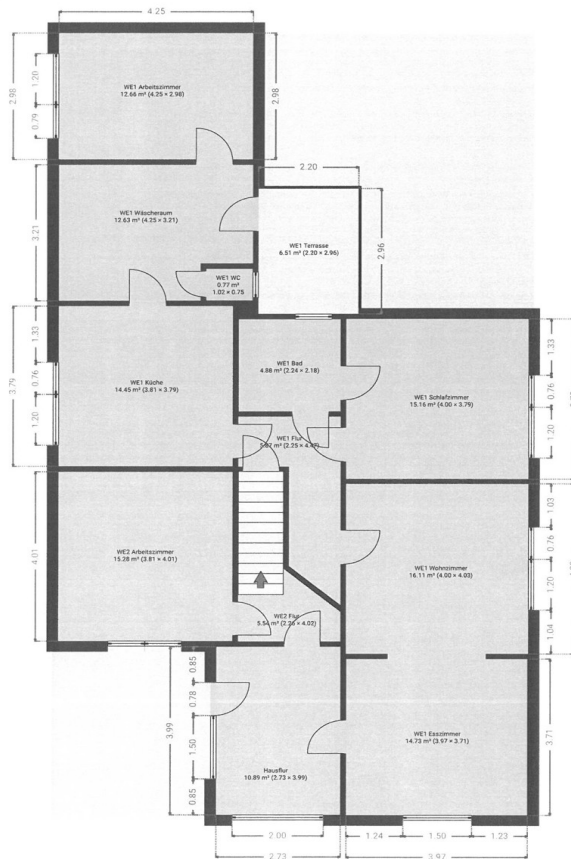 4.25
WE1 Arbeitszimmer
12.66 m² (4.25 × 2.98)
2.98
1.20
0.79
2.98
3.21
WE1 Wäscheraum
12.63 m² (4.25 × 3.21)
2.20
WE1 Terrasse
6.51 m² (2.20 × 2.96)
2.96
WE1 WC
0.77 m²
1.02 × 0.75
3.79
1.33
0.76
1.20
WE1 Küche
14.45 m² (3.81 × 3.79)
WE1 Bad
4.88 m² (2.24 × 2.18)
WE1 Schlafzimmer
15.16 m² (4.00 × 3.79)
1.33
0.76
1.20
WE1 Flur
4.01
WE2 Arbeitszimmer
15.28 m² (3.81 × 4.01)
WE1 Wohnzimmer
16.11 m² (4.00 × 4.03)
1.03
0.76
1.20
1.04
WE2 Flur
3.99
0.85
0.78
1.50
0.85
Hausflur
10.89 m² (2.73 × 3.99)
WE1 Esszimmer
14.73 m² (3.97 × 3.71)
3.71
2.00
2.73
1.24
1.50
1.23
3.97